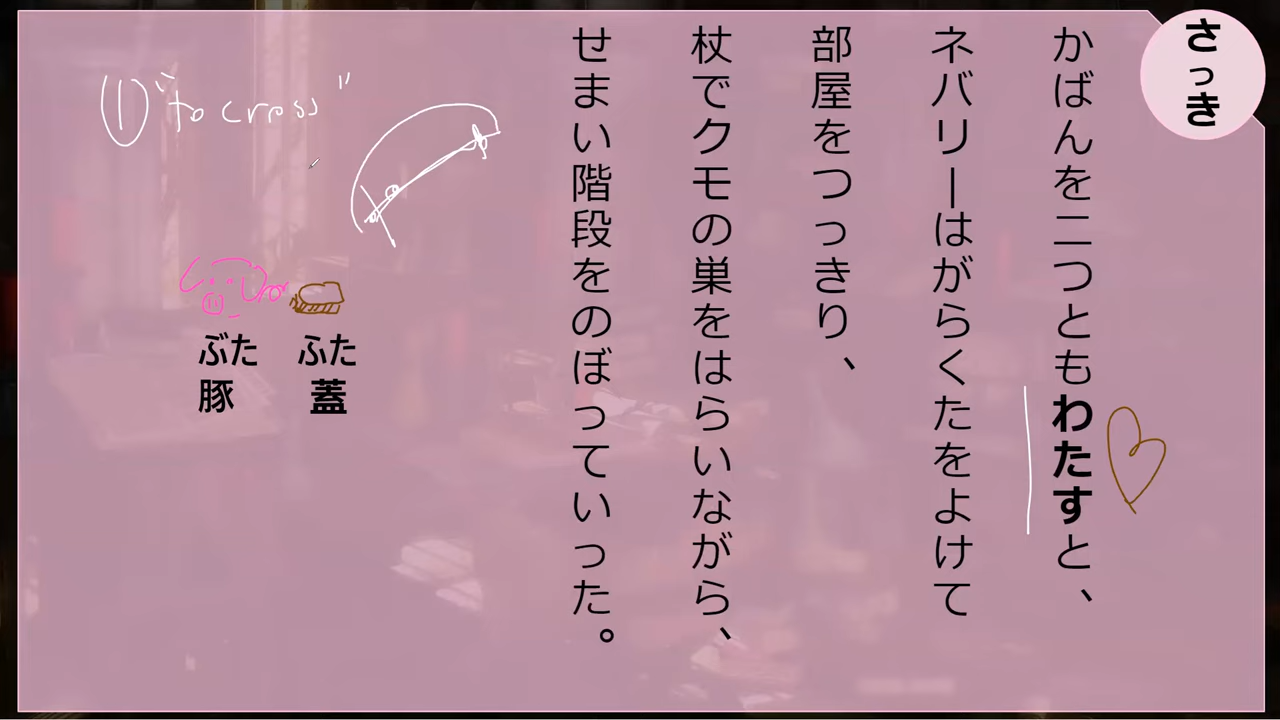 さっき
かばんを二つともわたすと、
ネバリーはがらくたをよけて
部屋をつっきり、
杖でクモの巣をはらいながら、
せまい階段をのぼっていった。
① "to cross"
ぶた
豚
ふた
蓋